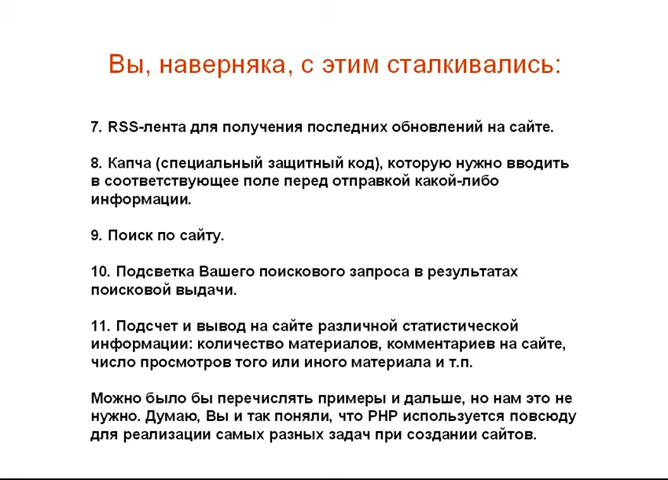 Вы, наверняка, с этим сталкивались:
7. RSS-лента для получения последних обновлений на сайте.
8. Капча (специальный защитный код), которую нужно вводить
в соответствующее поле перед отправкой какой-либо
информации.
9. Поиск по сайту.
10. Подсветка Вашего поискового запроса в результатах
поисковой выдачи.
11. Подсчет и вывод на сайте различной статистической
информации: количество материалов, комментариев на сайте,
число просмотров того или иного материала и т.п.
Можно было бы перечислять примеры и дальше, но нам это не
нужно. Думаю, Вы и так поняли, что PHP используется повсюду
для реализации самых разных задач при создании сайтов.